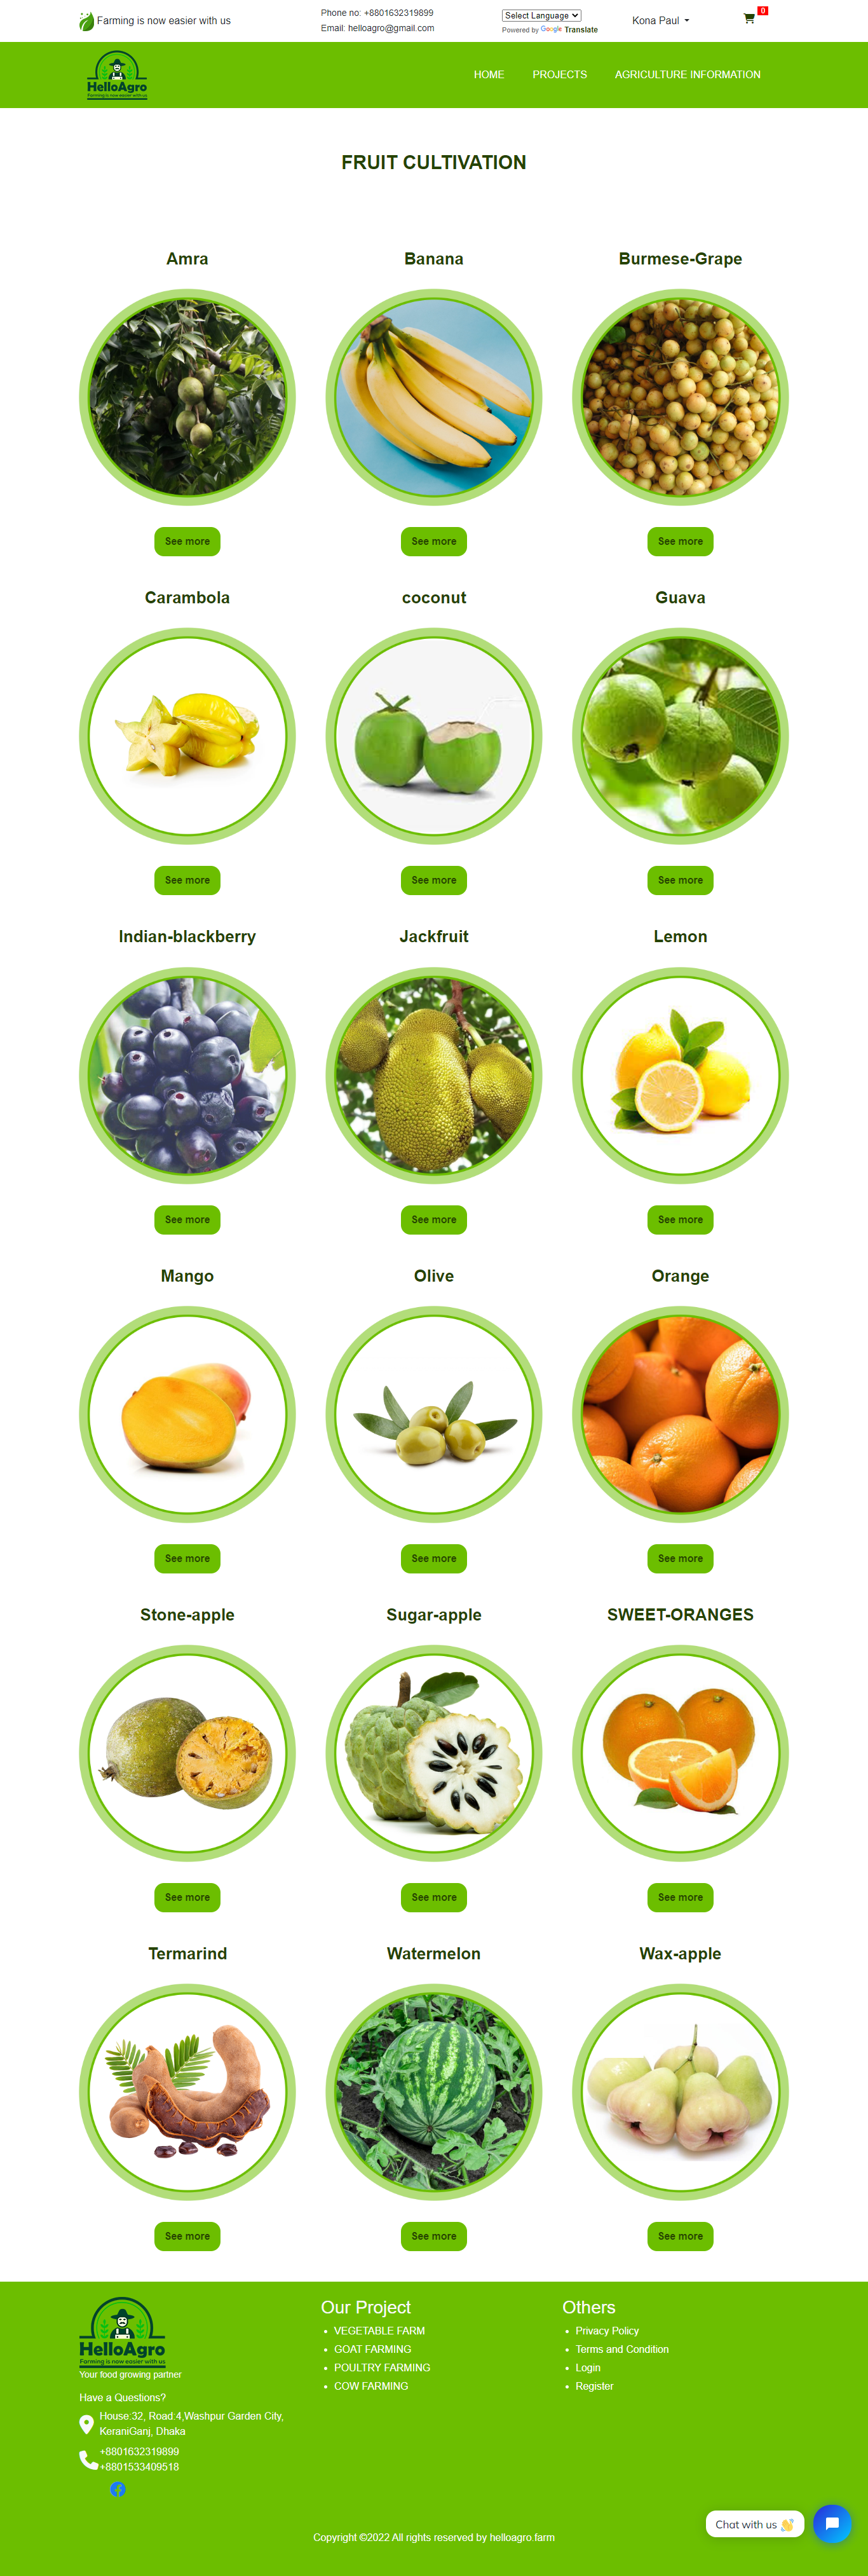 Farming is now easier with us
Phone no: +8801632319899
Email: helloagro@gmail.com
Select Language
Powered by Google Translate
Kona Paul
0
HelloAgro
Farming is now easier with us
HOME
PROJECTS
AGRICULTURE INFORMATION
FRUIT CULTIVATION
Amra
Banana
Burmese-Grape
See more
See more
See more
Carambola
coconut
Guava
See more
See more
See more
Indian-blackberry
Jackfruit
Lemon
See more
See more
See more
Mango
Olive
Orange
See more
See more
See more
Stone-apple
Sugar-apple
SWEET-ORANGES
See more
See more
See more
Termarind
Watermelon
Wax-apple
See more
See more
See more
HelloAgro
Farming is now easier with us
Your food growing partner
Have a Questions?
House:32, Road:4,Washpur Garden City,
KeraniGanj, Dhaka
+8801632319899
+8801533409518
Our Project
VEGETABLE FARM
GOAT FARMING
POULTRY FARMING
COW FARMING
Others
Privacy Policy
Terms and Condition
Login
Register
Chat with us 👋
Copyright ©2022 All rights reserved by helloagro.farm